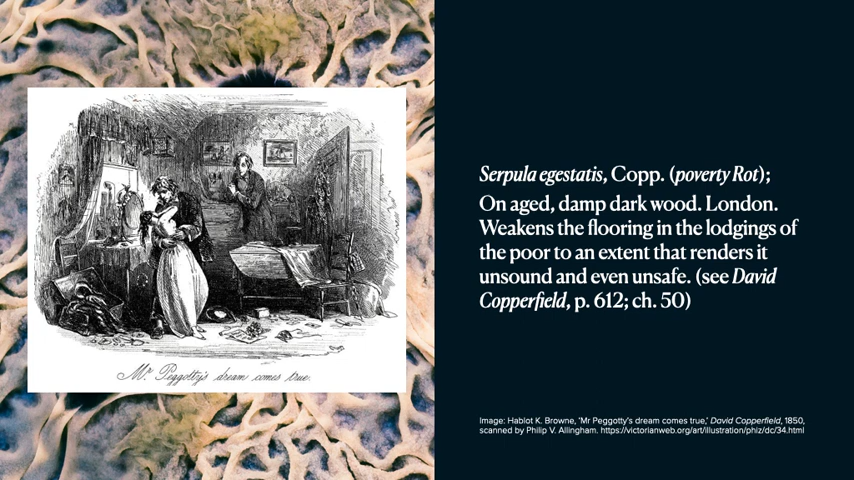 Mr. Peggotty's dream comes true.
Serpula egestatis, Copp. (poverty Rot);
On aged, damp dark wood. London.
Weakens the flooring in the lodgings of
the poor to an extent that renders it
unsound and even unsafe. (see David
Copperfield, p. 612; ch. 50)
Image: Hablot K. Browne, 'Mr Peggotty's dream comes true,' David Copperfield, 1850,
scanned by Philip V. Allingham. https://victorianweb.org/art/illustration/phiz/dc/34.html